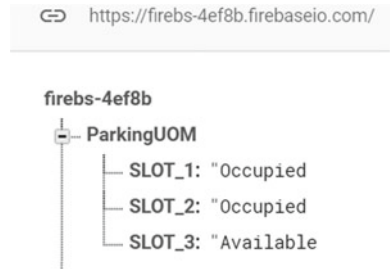 https://firebs-4ef8b.firebaseio.com/
firebs-4ef8b
ParkingUOM
SLOT_1: "Occupied
SLOT_2: "Occupied
SLOT_3: "Available